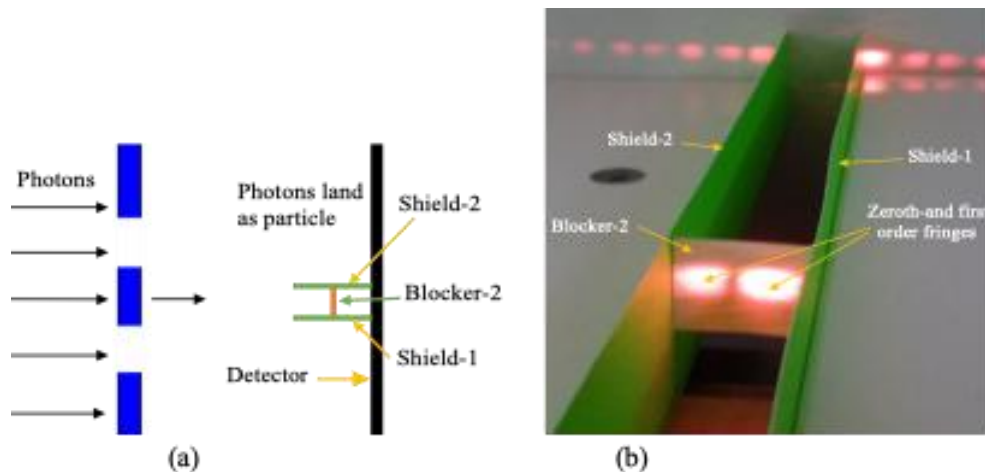 Photons
Photons land
as particle
Shield-2
Blocker-2
Shield-1
Detector
(a)
Shield-2
Shield-1
Blocker-2
Zeroth-and first
order fringes
(b)